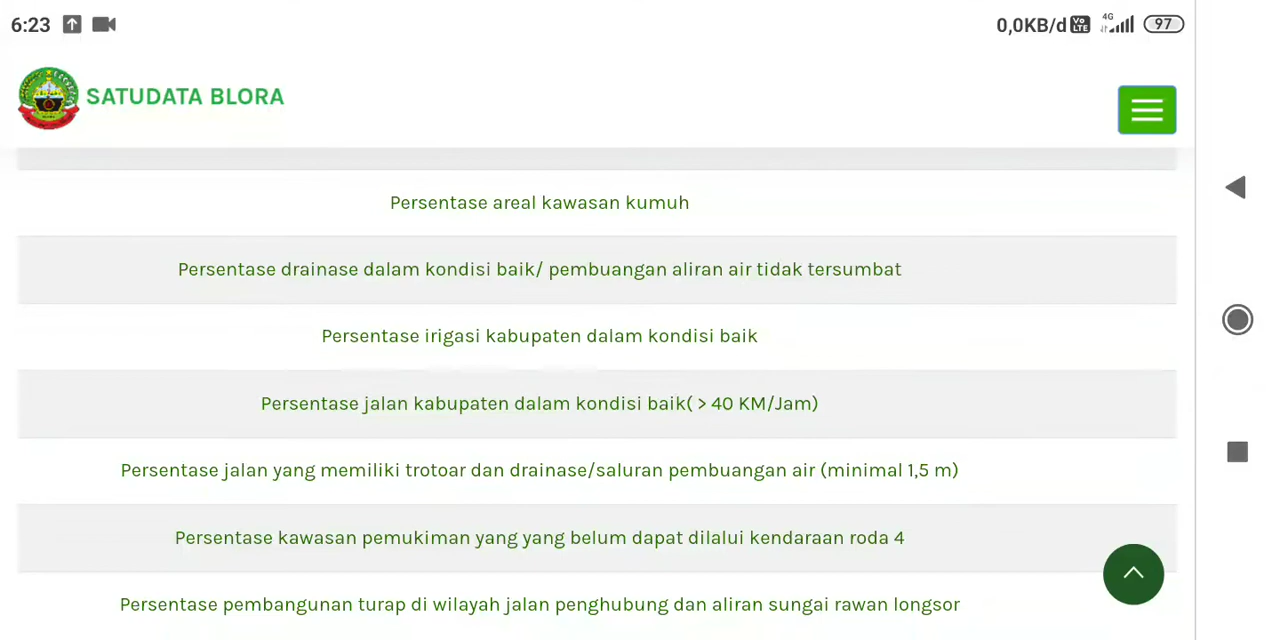 6:23
0,0KB/d Vo LTE 4G 97
SATUDATA BLORA
Persentase areal kawasan kumuh
Persentase drainase dalam kondisi baik/ pembuangan aliran air tidak tersumbat
Persentase irigasi kabupaten dalam kondisi baik
Persentase jalan kabupaten dalam kondisi baik( > 40 KM/Jam)
Persentase jalan yang memiliki trotoar dan drainase/saluran pembuangan air (minimal 1,5 m)
Persentase kawasan pemukiman yang yang belum dapat dilalui kendaraan roda 4
Persentase pembangunan turap di wilayah jalan penghubung dan aliran sungai rawan longsor